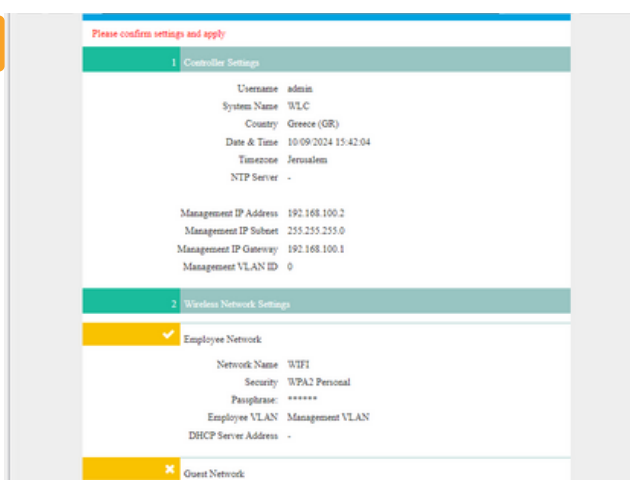 Please confirm settings and apply
1 Controller Settings
Username admin
System Name WLC
Country Greece (GR)
Date & Time 10/09/2024 15:42:04
Timezone Jerusalem
NTP Server -
Management IP Address 192.168.100.2
Management IP Subnet 255.255.255.0
Management IP Gateway 192.168.100.1
Management VLAN ID 0
2 Wireless Network Settings
Employee Network
Network Name WIFI
Security WPA2 Personal
Passphrase: ******
Employee VLAN Management VLAN
DHCP Server Address -
Guest Network